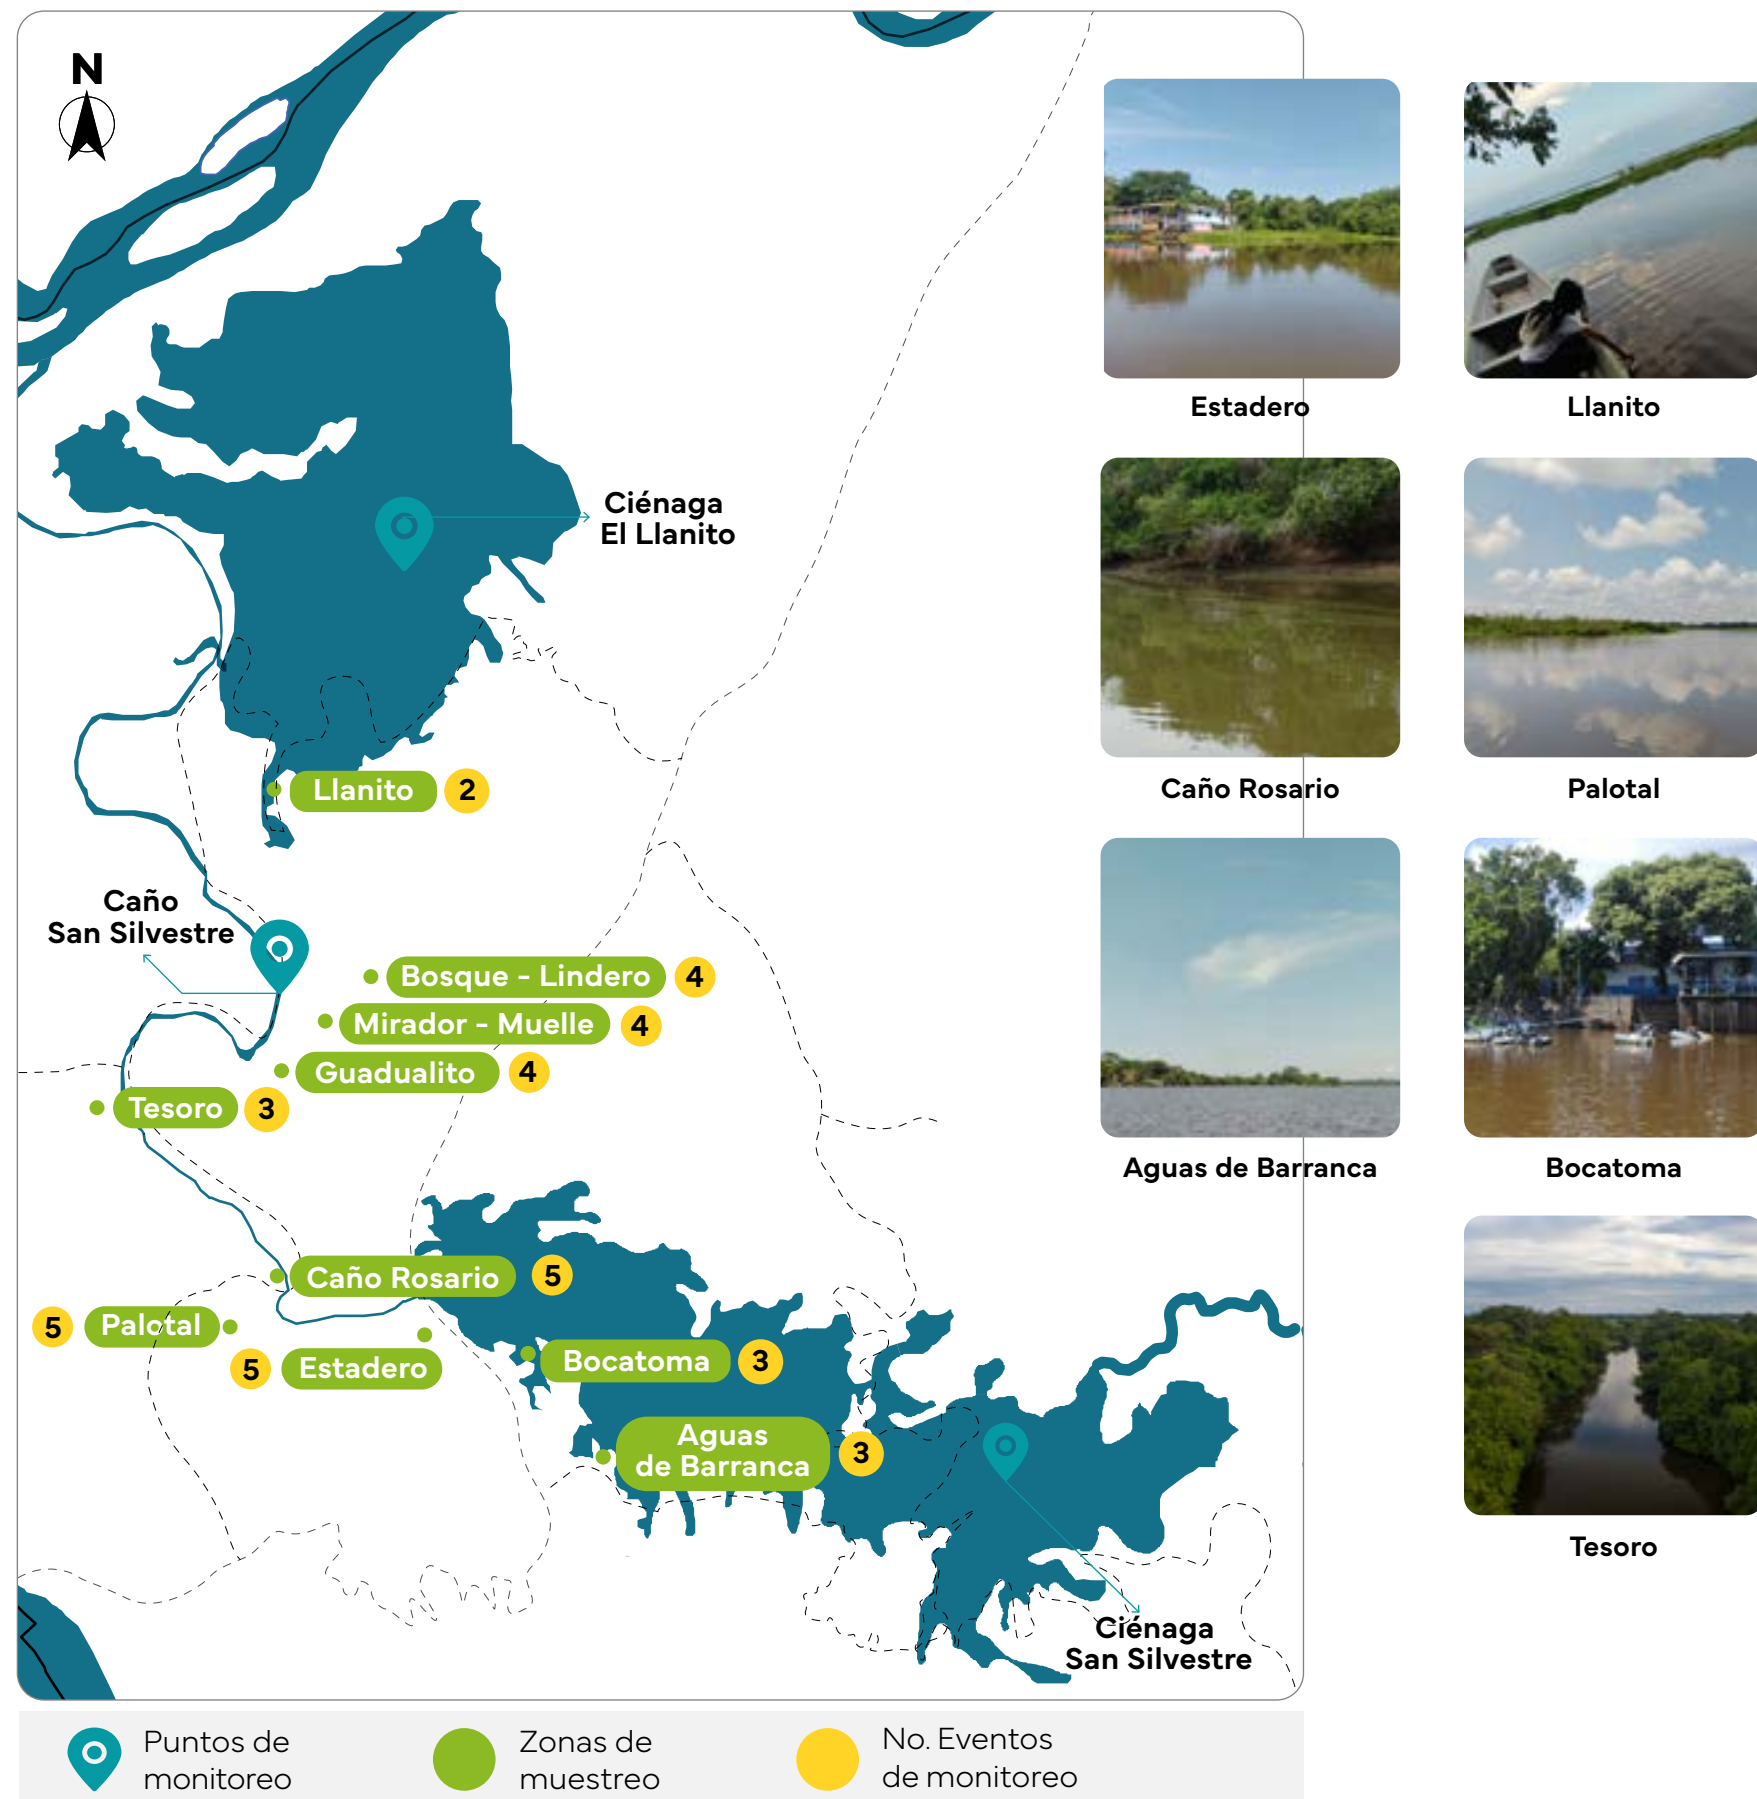 N
Ciénaga
El Llanito
Llanito 2
Caño
San Silvestre
Bosque - Lindero 4
Mirador - Muelle 4
Guadualito 4
Tesoro 3
Caño Rosario 5
5 Palotal
5 Estadero
Bocatoma 3
Aguas
de Barranca 3
Ciénaga
San Silvestre
Estadero
Llanito
Caño Rosario
Palotal
Aguas de Barranca
Bocatoma
Tesoro
Puntos de
monitoreo
Zonas de
muestreo
No. Eventos
de monitoreo